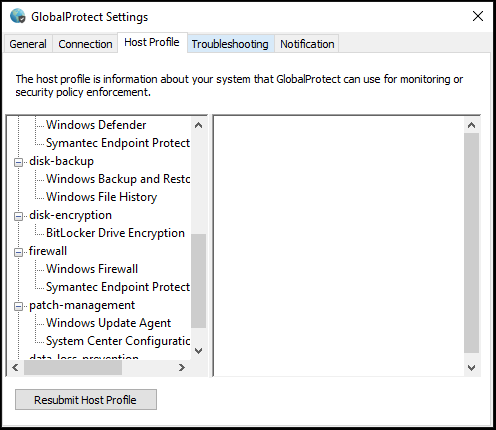 GlobalProtect Settings
General Connection Host Profile Troubleshooting Notification
The host profile is information about your system that GlobalProtect can use for monitoring or
security policy enforcement.
Windows Defender
Symantec Endpoint Protect
disk-backup
Windows Backup and Resto
Windows File History
disk-encryption
BitLocker Drive Encryption
firewall
Windows Firewall
Symantec Endpoint Protect
patch-management
Windows Update Agent
System Center Configuratic
data-loss-prevention
Resubmit Host Profile